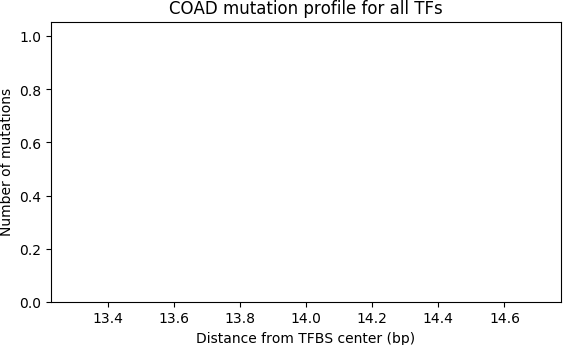 COAD mutation profile for all TFs
Number of mutations
1.0
0.8
0.6
0.4
0.2
0.0
13.4 13.6 13.8 14.0 14.2 14.4 14.6
Distance from TFBS center (bp)